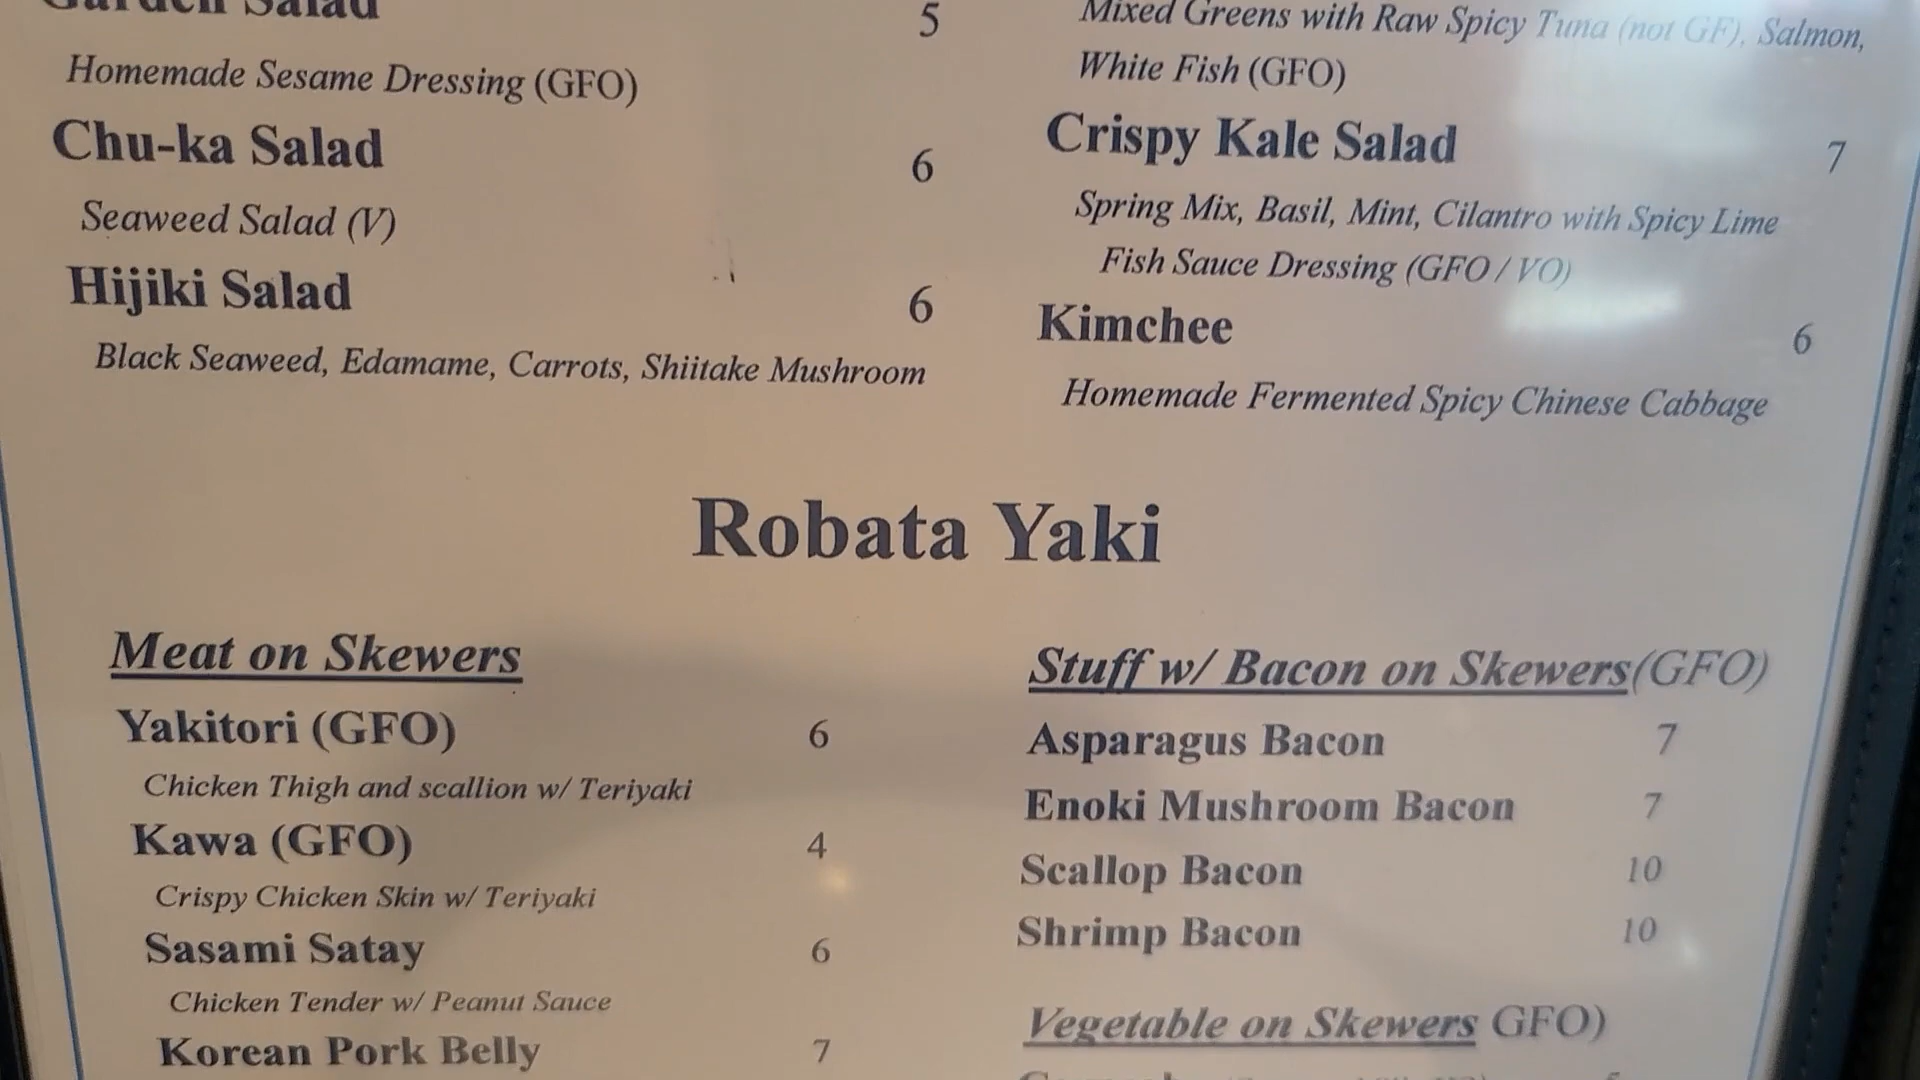 Garden Salad 5
Homemade Sesame Dressing (GFO)
Chu-ka Salad 6
Seaweed Salad (V)
Hijiki Salad 6
Black Seaweed, Edamame, Carrots, Shiitake Mushroom
Mixed Greens with Raw Spicy Tuna (not GF), Salmon,
White Fish (GFO)
Crispy Kale Salad 7
Spring Mix, Basil, Mint, Cilantro with Spicy Lime
Fish Sauce Dressing (GFO / VO)
Kimchee 6
Homemade Fermented Spicy Chinese Cabbage
Robata Yaki
Meat on Skewers
Yakitori (GFO) 6
Chicken Thigh and scallion w/ Teriyaki
Kawa (GFO) 4
Crispy Chicken Skin w/ Teriyaki
Sasami Satay 6
Chicken Tender w/ Peanut Sauce
Korean Pork Belly 7
Stuff w/ Bacon on Skewers(GFO)
Asparagus Bacon 7
Enoki Mushroom Bacon 7
Scallop Bacon 10
Shrimp Bacon 10
Vegetable on Skewers GFO)